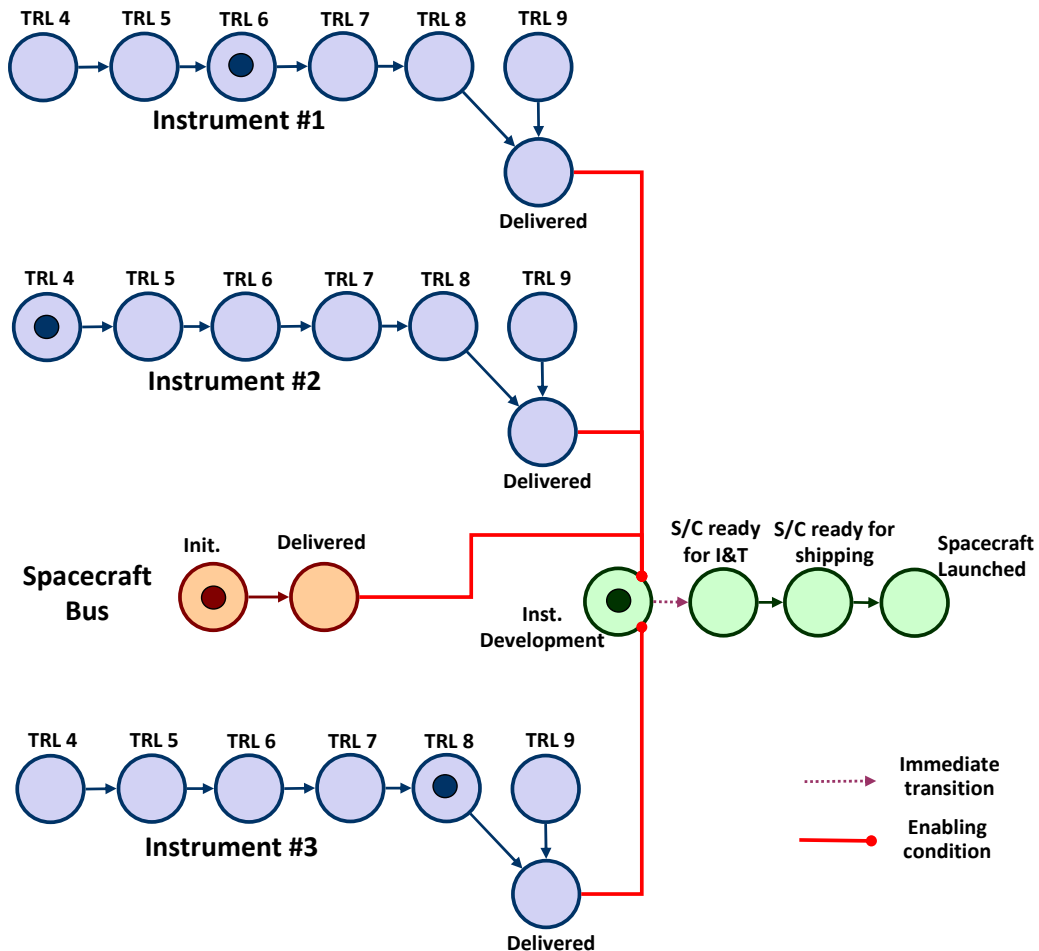 TRL 4
TRL 5
TRL 6
TRL 7
TRL 8
TRL 9
Instrument #1
Delivered
TRL 4
TRL 5
TRL 6
TRL 7
TRL 8
TRL 9
Instrument #2
Delivered
Spacecraft
Bus
Init.
Delivered
Inst.
Development
S/C ready
for I&T
S/C ready for
shipping
Spacecraft
Launched
TRL 4
TRL 5
TRL 6
TRL 7
TRL 8
TRL 9
Instrument #3
Delivered
Immediate
transition
Enabling
condition